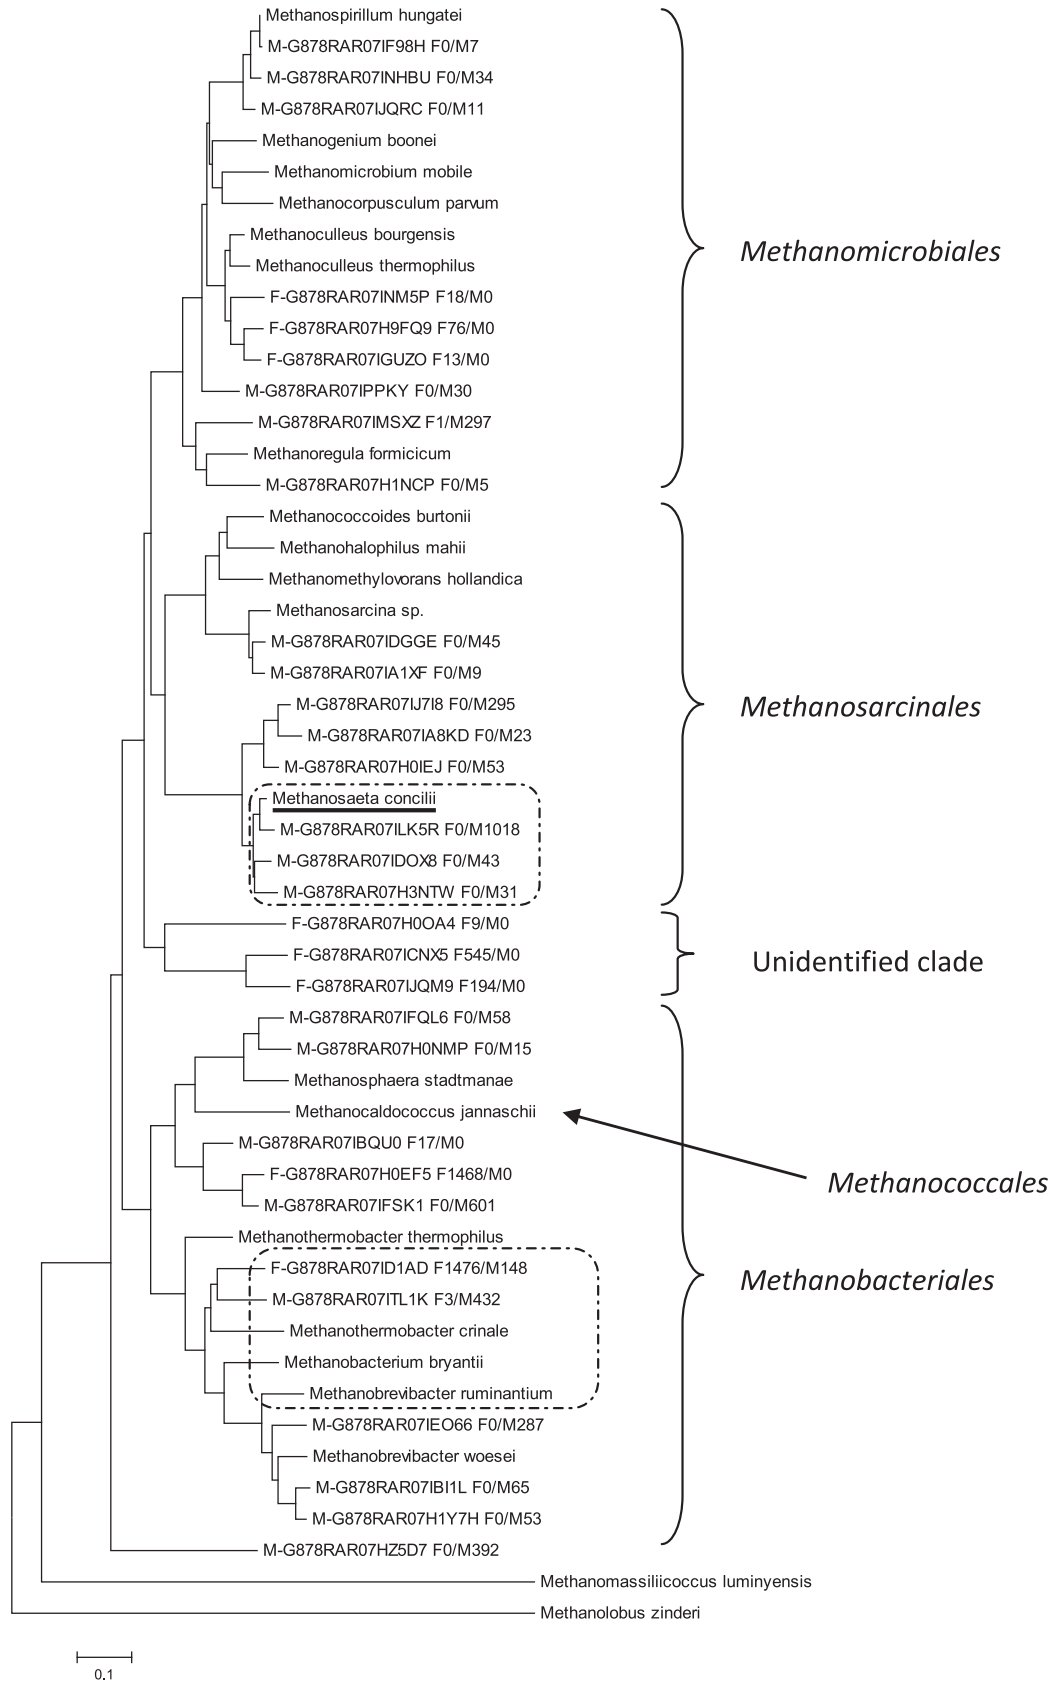 Methanospirillum hungatei
M-G878RAR07IF98H F0/M7
M-G878RAR07INHBU F0/M34
M-G878RAR07IJQRC F0/M11
Methanogenium boonei
Methanomicrobium mobile
Methanocorpusculum parvum
Methanoculleus bourgensis
Methanoculleus thermophilus
F-G878RAR07INM5P F18/M0
F-G878RAR07H9FQ9 F76/M0
F-G878RAR07IGUZO F13/M0
M-G878RAR07IPPKY F0/M30
M-G878RAR07IMSXZ F1/M297
Methanoregula formicicum
M-G878RAR07H1NCP F0/M5
Methanomicrobiales
Methanococcoides burtonii
Methanohalophilus mahii
Methanomethylovorans hollandica
Methanosarcina sp.
M-G878RAR07IDGGE F0/M45
M-G878RAR07IA1XF F0/M9
M-G878RAR07IJ7I8 F0/M295
M-G878RAR07IA8KD F0/M23
M-G878RAR07H0IEJ F0/M53
Methanosaeta concilii
M-G878RAR07ILK5R F0/M1018
M-G878RAR07IDOX8 F0/M43
M-G878RAR07H3NTW F0/M31
Methanosarcinales
F-G878RAR07H0OA4 F9/M0
F-G878RAR07ICNX5 F545/M0
F-G878RAR07IJQM9 F194/M0
Unidentified clade
M-G878RAR07IFQL6 F0/M58
M-G878RAR07H0NMP F0/M15
Methanosphaera stadtmanae
Methanocaldococcus jannaschii
M-G878RAR07IBQU0 F17/M0
F-G878RAR07H0EF5 F1468/M0
M-G878RAR07IFSK1 F0/M601
Methanococcales
Methanothermobacter thermophilus
F-G878RAR07ID1AD F1476/M148
M-G878RAR07ITL1K F3/M432
Methanothermobacter crinale
Methanobacterium bryantii
Methanobrevibacter ruminantium
M-G878RAR07IEO66 F0/M287
Methanobrevibacter woesei
M-G878RAR07IBI1L F0/M65
M-G878RAR07H1Y7H F0/M53
M-G878RAR07HZ5D7 F0/M392
Methanobacteriales
Methanomassiliicoccus luminyensis
Methanolobus zinderi
0.1